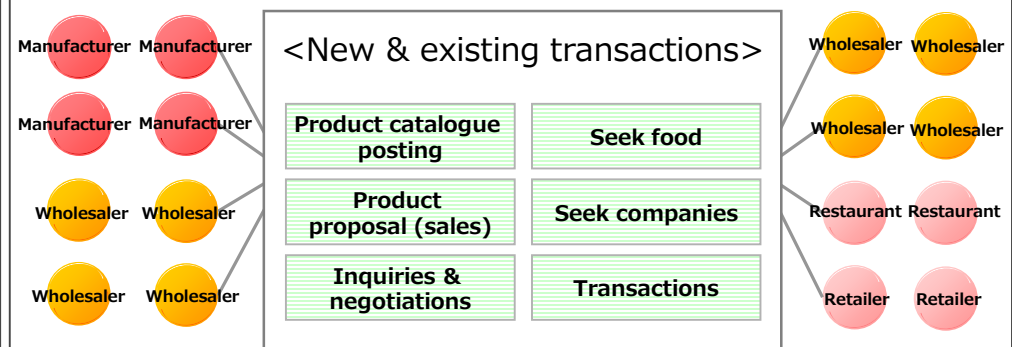 <New & existing transactions>
Manufacturer Manufacturer
Manufacturer Manufacturer
Wholesaler Wholesaler
Wholesaler Wholesaler
Product catalogue
posting
Seek food
Product
proposal (sales)
Seek companies
Inquiries &
negotiations
Transactions
Wholesaler Wholesaler
Wholesaler Wholesaler
Restaurant Restaurant
Retailer Retailer